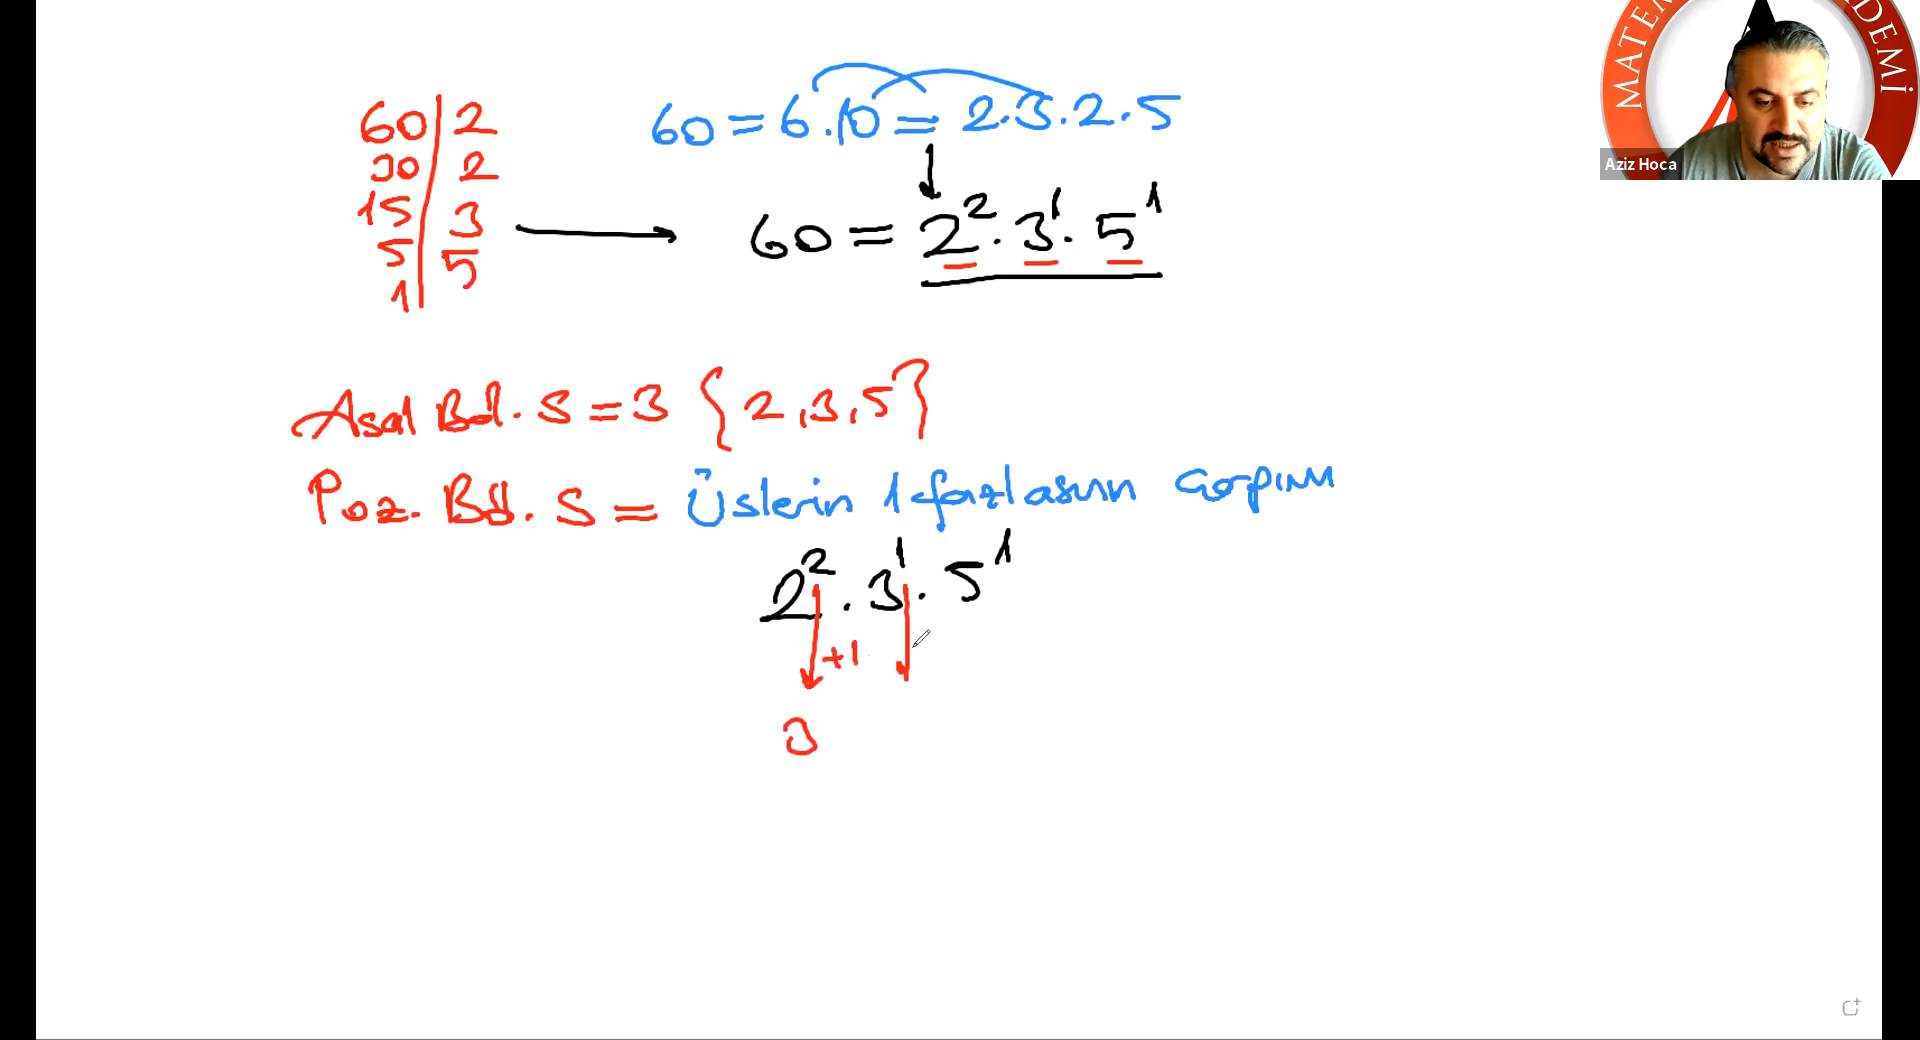 60 | 2
30 | 2
15 | 3
5 | 5
1
60 = 6.10 = 2.3.2.5
60 = 2² . 3¹ . 5¹
Asal Böl. S = 3 {2,3,5}
Poz. Böl. S = Üslerin 1 fazlasının çarpımı
2² . 3¹ . 5¹
+1
3
Aziz Hoca